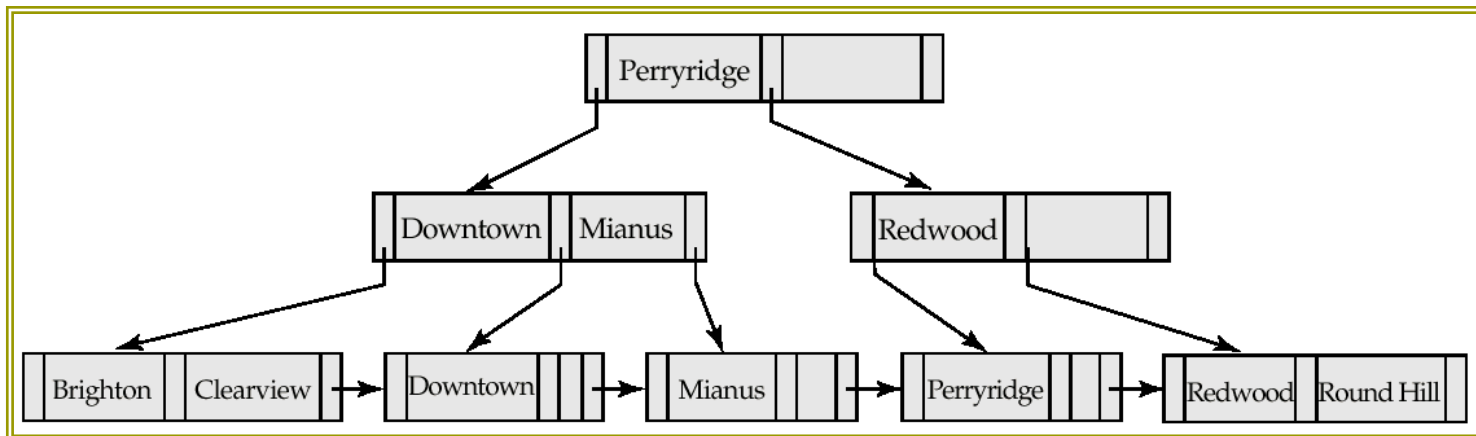 Perryridge
Downtown Mianus
Redwood
Brighton Clearview
Downtown
Mianus
Perryridge
Redwood Round Hill